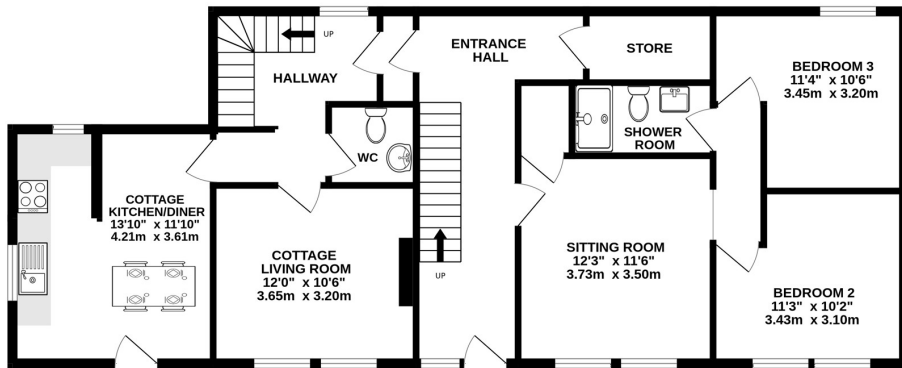 UP
HALLWAY
ENTRANCE
HALL
STORE
BEDROOM 3
11'4" x 10'6"
3.45m x 3.20m
SHOWER
ROOM
WC
COTTAGE
KITCHEN/DINER
13'10" x 11'10"
4.21m x 3.61m
COTTAGE
LIVING ROOM
12'0" x 10'6"
3.65m x 3.20m
UP
SITTING ROOM
12'3" x 11'6"
3.73m x 3.50m
BEDROOM 2
11'3" x 10'2"
3.43m x 3.10m